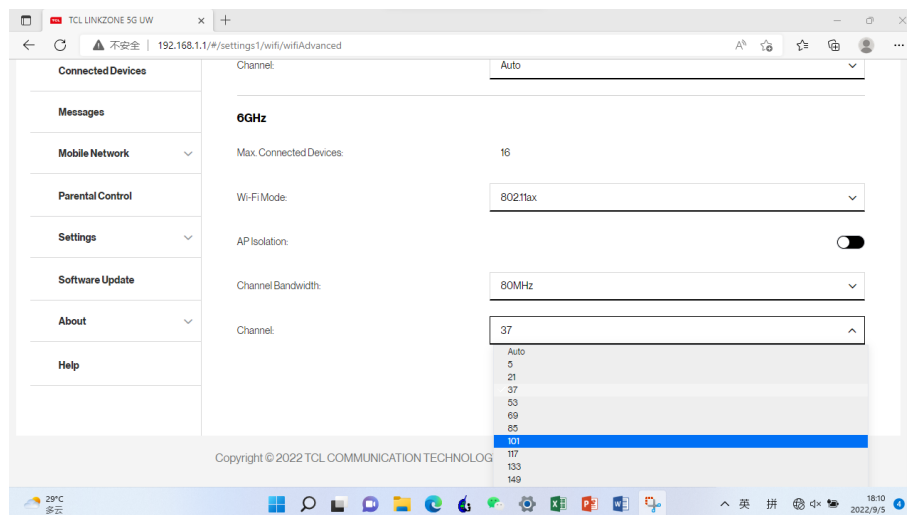 TCL LINKZONE 5G UW
不安全 | 192.168.1.1/#/settings1/wifi/wifiAdvanced
Connected Devices
Channel: Auto
Messages
6GHz
Mobile Network
Max. Connected Devices: 16
Parental Control
Wi-Fi Mode: 802.11ax
Settings
AP Isolation:
Software Update
Channel Bandwidth: 80MHz
About
Channel: 37
Help
Auto
5
21
37
53
69
85
101
117
133
149
Copyright © 2022 TCL COMMUNICATION TECHNOLOG
29°C
多云
英 拼
18:10
2022/9/5
4